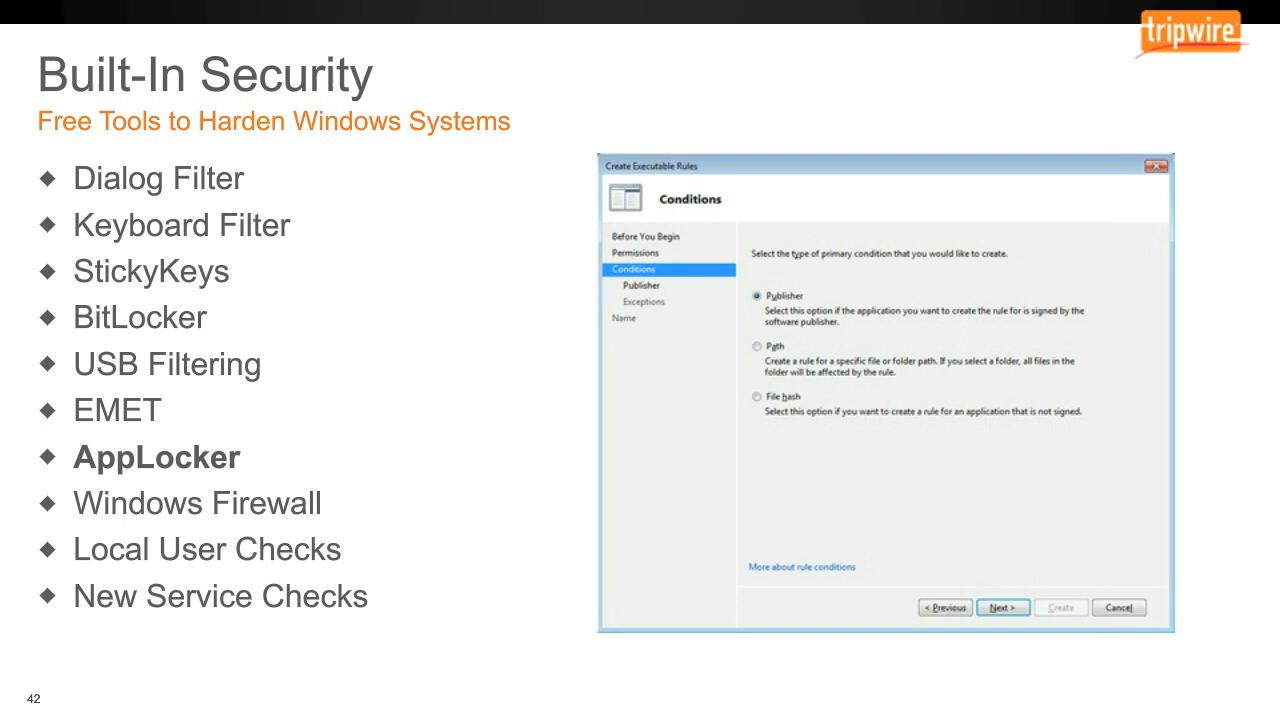 tripwire
Built-In Security
Free Tools to Harden Windows Systems
Dialog Filter
Keyboard Filter
StickyKeys
BitLocker
USB Filtering
EMET
AppLocker
Windows Firewall
Local User Checks
New Service Checks
Create Executable Rules
Conditions
Before You Begin
Permissions
Conditions
Publisher
Exceptions
Name
Select the type of primary condition that you would like to create.
Publisher
Select this option if the application you want to create the rule for is signed by the
software publisher.
Path
Create a rule for a specific file or folder path. If you select a folder, all files in the
folder will be affected by the rule.
File hash
Select this option if you want to create a rule for an application that is not signed.
More about rule conditions
< Previous
Next >
Create
Cancel
42